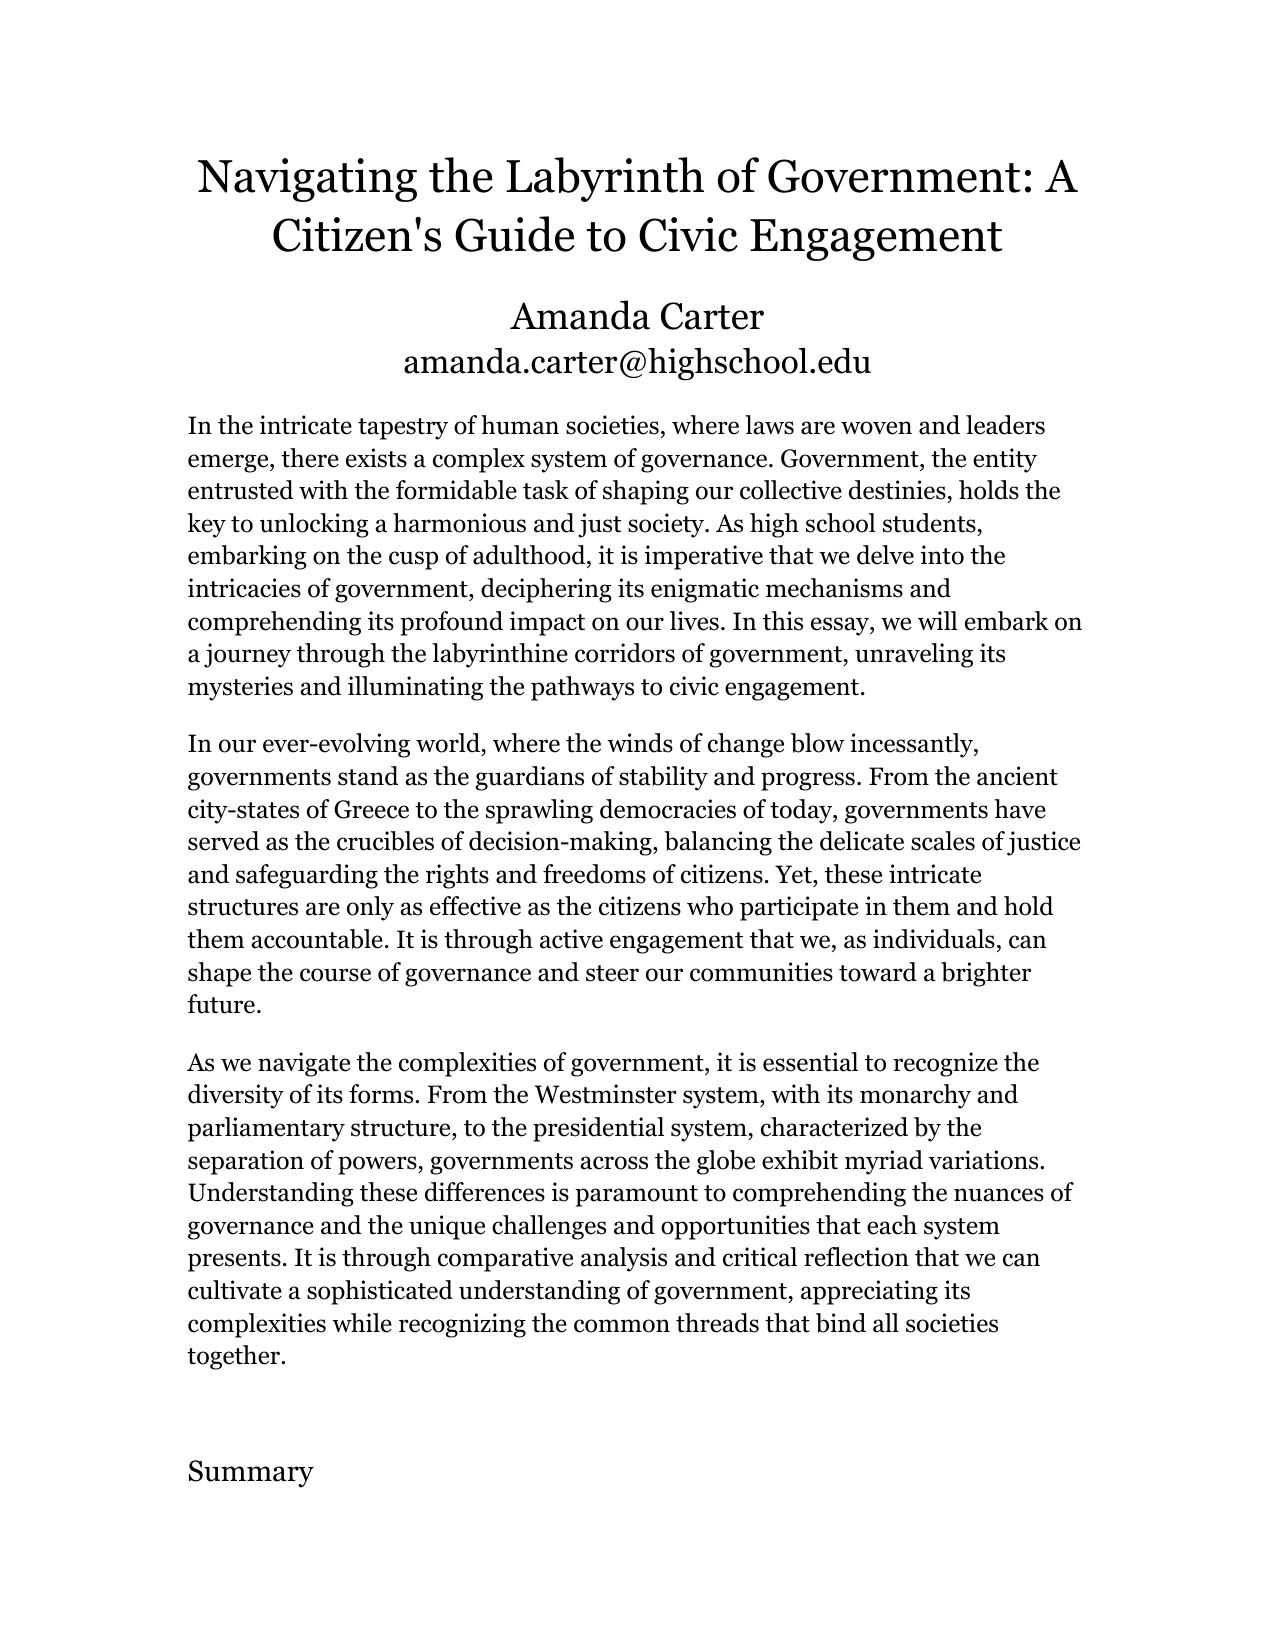 Navigating the Labyrinth of Government: A
Citizen's Guide to Civic Engagement
Amanda Carter
amanda.carter@highschool.edu
In the intricate tapestry of human societies, where laws are woven and leaders
emerge, there exists a complex system of governance. Government, the entity
entrusted with the formidable task of shaping our collective destinies, holds the
key to unlocking a harmonious and just society. As high school students,
embarking on the cusp of adulthood, it is imperative that we delve into the
intricacies of government, deciphering its enigmatic mechanisms and
comprehending its profound impact on our lives. In this essay, we will embark on
a journey through the labyrinthine corridors of government, unraveling its
mysteries and illuminating the pathways to civic engagement.
In our ever-evolving world, where the winds of change blow incessantly,
governments stand as the guardians of stability and progress. From the ancient
city-states of Greece to the sprawling democracies of today, governments have
served as the crucibles of decision-making, balancing the delicate scales of justice
and safeguarding the rights and freedoms of citizens. Yet, these intricate
structures are only as effective as the citizens who participate in them and hold
them accountable. It is through active engagement that we, as individuals, can
shape the course of governance and steer our communities toward a brighter
future.
As we navigate the complexities of government, it is essential to recognize the
diversity of its forms. From the Westminster system, with its monarchy and
parliamentary structure, to the presidential system, characterized by the
separation of powers, governments across the globe exhibit myriad variations.
Understanding these differences is paramount to comprehending the nuances of
governance and the unique challenges and opportunities that each system
presents. It is through comparative analysis and critical reflection that we can
cultivate a sophisticated understanding of government, appreciating its
complexities while recognizing the common threads that bind all societies
together.
Summary